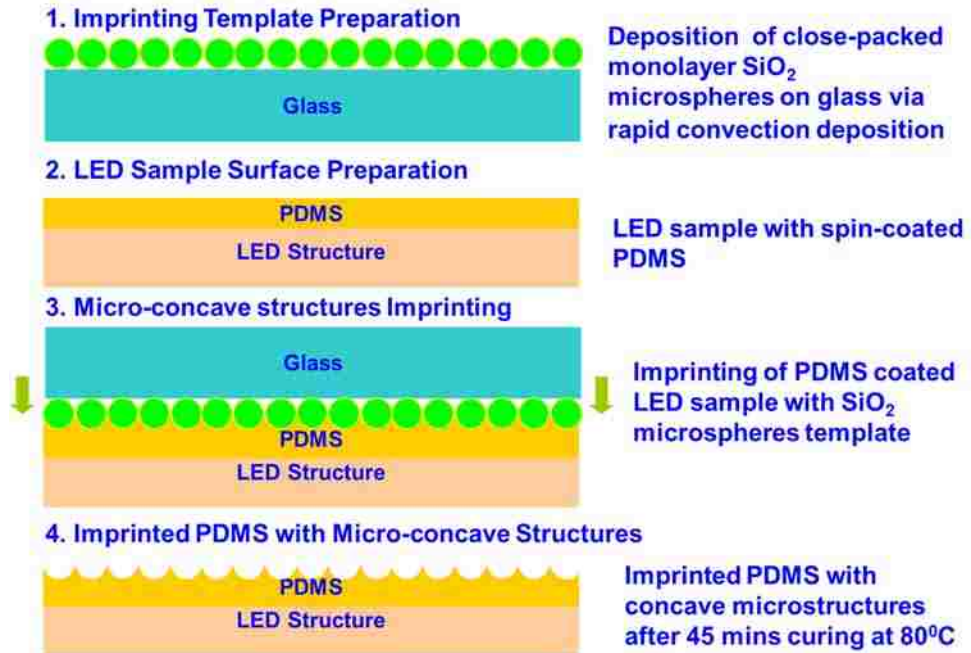 1. Imprinting Template Preparation
Glass
Deposition of close-packed
monolayer SiO₂
microspheres on glass via
rapid convection deposition
2. LED Sample Surface Preparation
PDMS
LED Structure
LED sample with spin-coated
PDMS
3. Micro-concave structures Imprinting
Glass
PDMS
LED Structure
Imprinting of PDMS coated
LED sample with SiO₂
microspheres template
4. Imprinted PDMS with Micro-concave Structures
PDMS
LED Structure
Imprinted PDMS with
concave microstructures
after 45 mins curing at 80⁰C